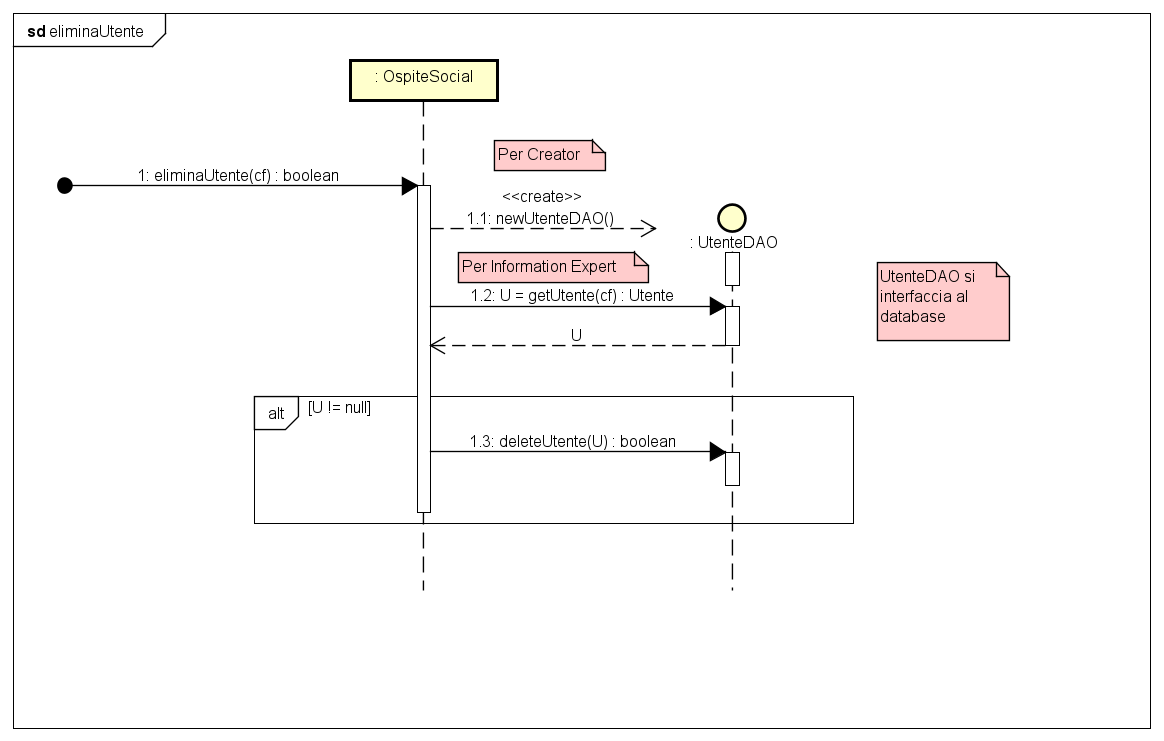 sd eliminaUtente
: OspiteSocial
Per Creator
1: eliminaUtente(cf) : boolean
<<create>>
1.1: newUtenteDAO()
: UtenteDAO
Per Information Expert
UtenteDAO si
interfaccia al
database
1.2: U = getUtente(cf) : Utente
U
alt
[U != null]
1.3: deleteUtente(U) : boolean